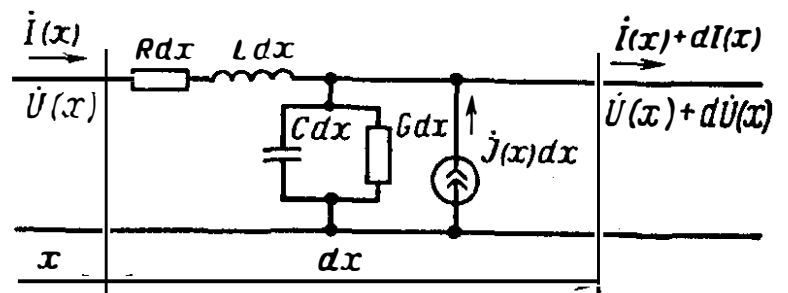 İ(x) Rdx Ldx İ(x)+dI(x)
U̇(x) Cdx Gdx J̇(x)dx U̇(x)+dU̇(x)
x dx